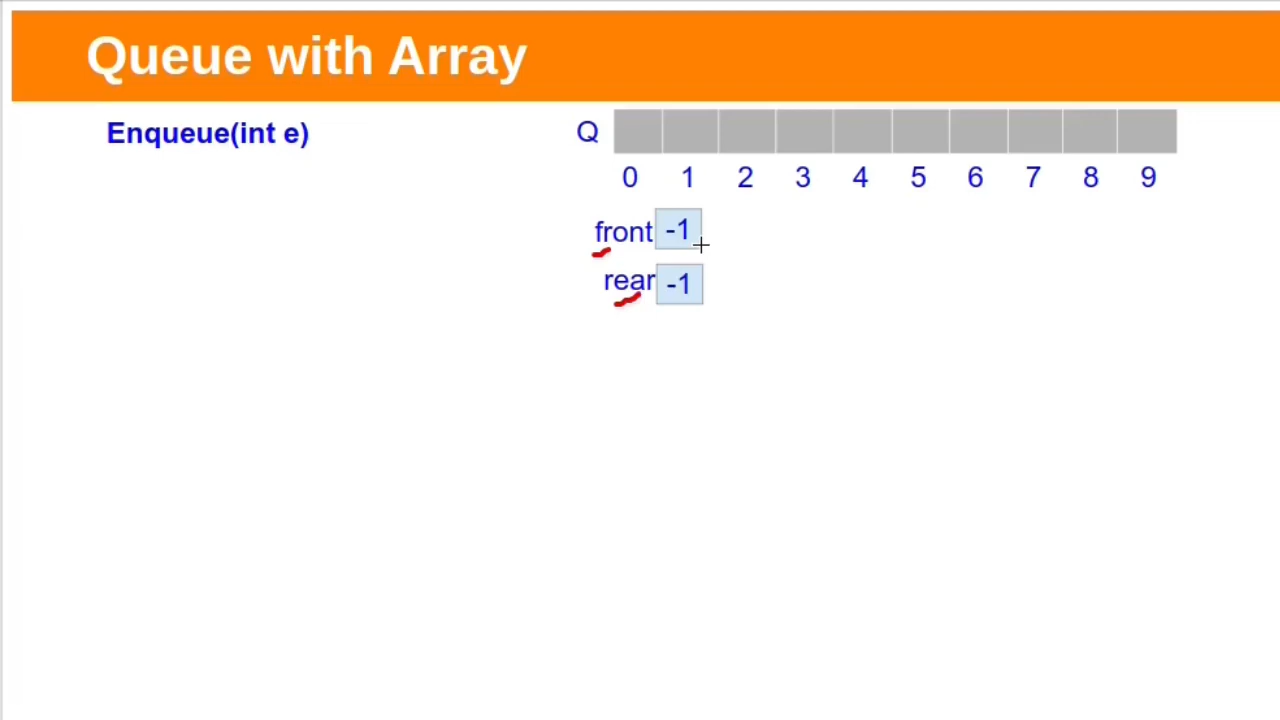 Queue with Array
Enqueue(int e)
Q
0 1 2 3 4 5 6 7 8 9
front -1
rear -1